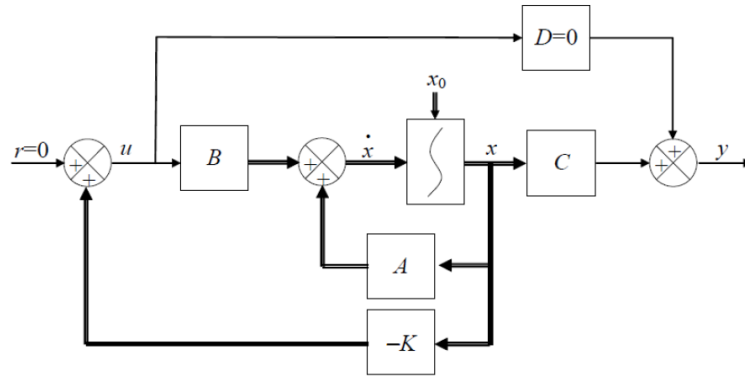 D=0
x₀
r=0
+
+
u
B
+
+
ẋ
x
C
+
+
y
A
–K